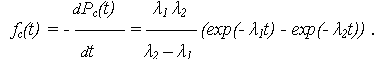 f_c(t) = - dP_c(t) / dt = λ_1 λ_2 / λ_2 – λ_1 (exp(- λ_1t) - exp(- λ_2t)) .